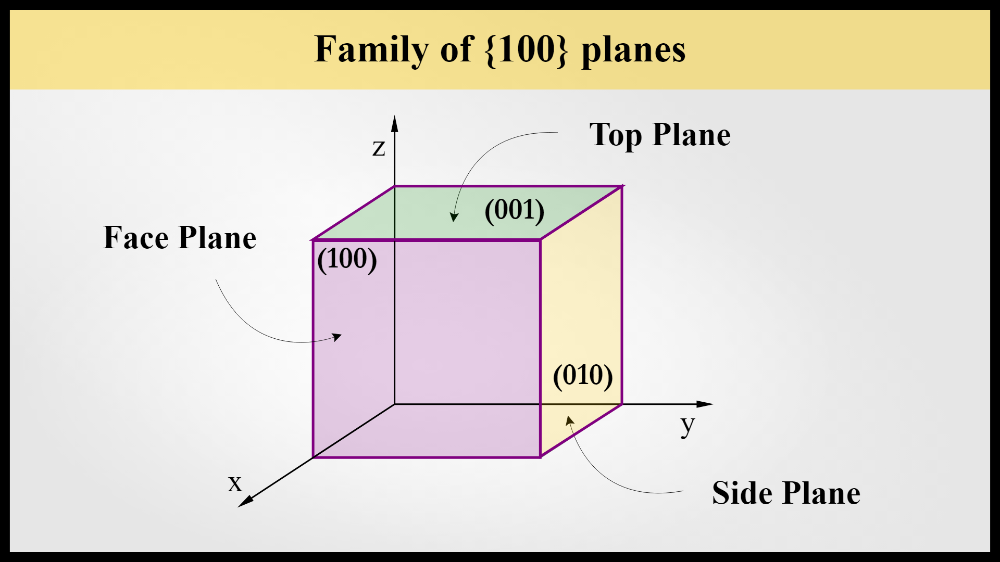 Family of {100} planes
Top Plane
z
(001)
Face Plane
(100)
(010)
y
x
Side Plane